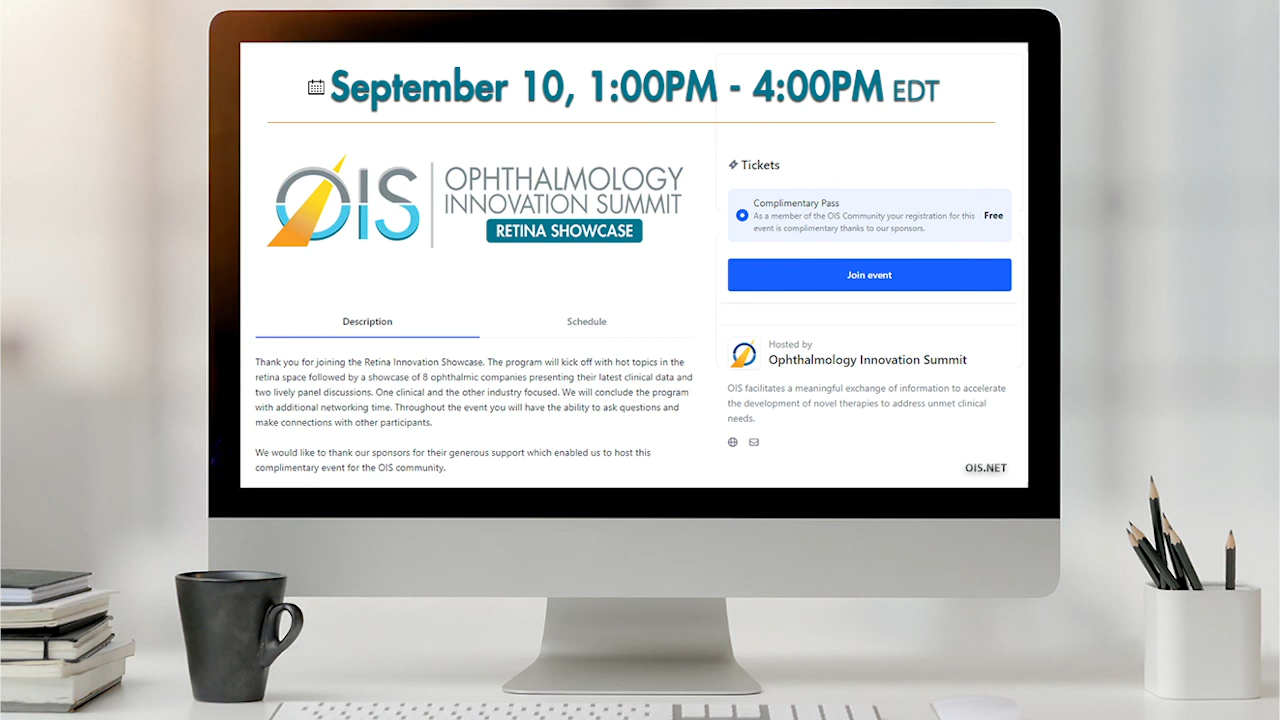 September 10, 1:00PM - 4:00PM EDT
OIS
OPHTHALMOLOGY
INNOVATION SUMMIT
RETINA SHOWCASE
Description
Schedule
Thank you for joining the Retina Innovation Showcase. The program will kick off with hot topics in the
retina space followed by a showcase of 8 ophthalmic companies presenting their latest clinical data and
two lively panel discussions. One clinical and the other industry focused. We will conclude the program
with additional networking time. Throughout the event you will have the ability to ask questions and
make connections with other participants.
We would like to thank our sponsors for their generous support which enabled us to host this
complimentary event for the OIS community.
Tickets
Complimentary Pass
As a member of the OIS Community your registration for this
event is complimentary thanks to our sponsors.
Free
Join event
Hosted by
Ophthalmology Innovation Summit
OIS facilitates a meaningful exchange of information to accelerate
the development of novel therapies to address unmet clinical
needs.
OIS.NET